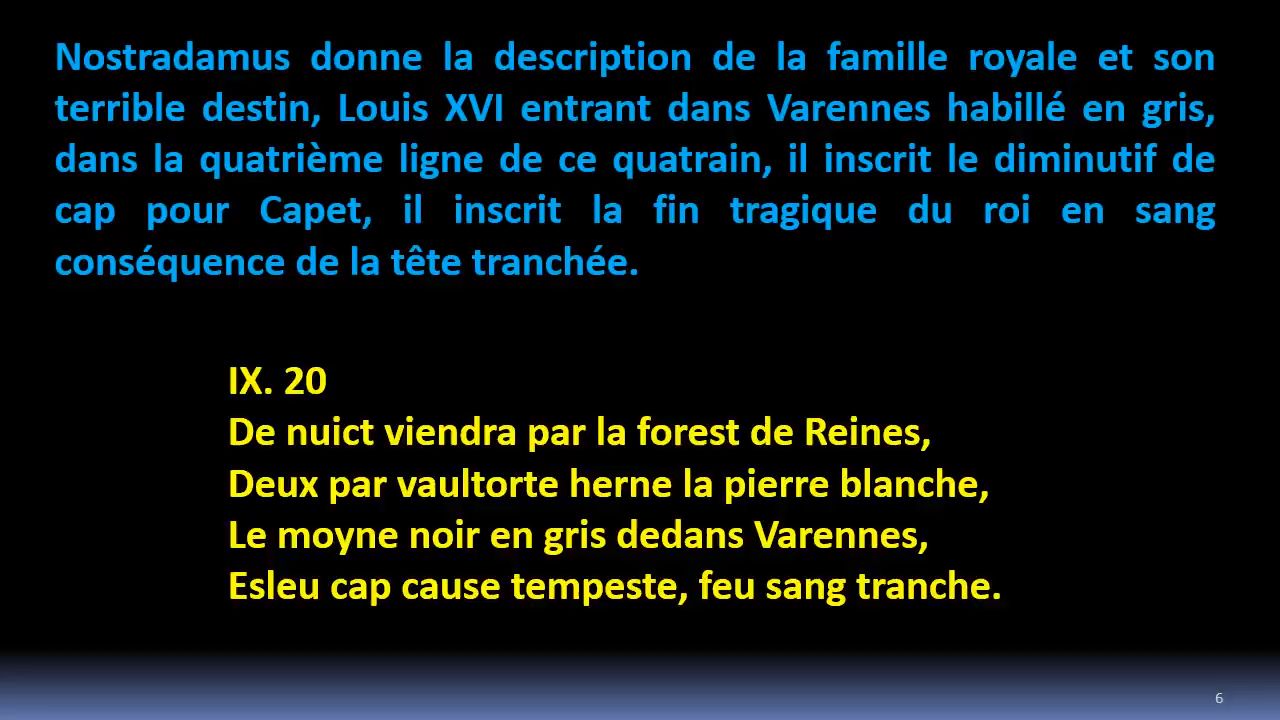 Nostradamus donne la description de la famille royale et son
terrible destin, Louis XVI entrant dans Varennes habillé en gris,
dans la quatrième ligne de ce quatrain, il inscrit le diminutif de
cap pour Capet, il inscrit la fin tragique du roi en sang
conséquence de la tête tranchée.
IX. 20
De nuict viendra par la forest de Reines,
Deux par vaultorte herne la pierre blanche,
Le moyne noir en gris dedans Varennes,
Esleu cap cause tempeste, feu sang tranche.
6